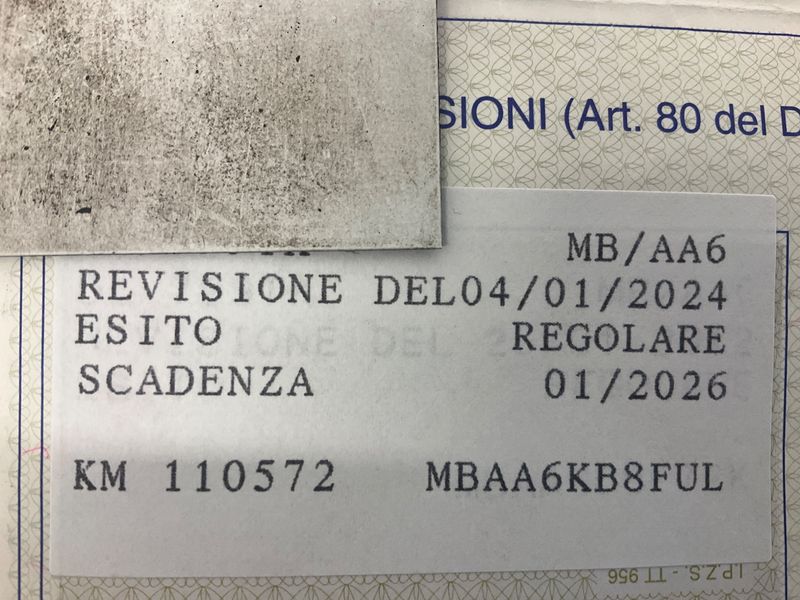 SIONI (Art. 80 del D
MB/AA6
REVISIONE DEL04/01/2024
ESITO REGOLARE
SCADENZA 01/2026
KM 110572 MBAA6KB8FUL
I.P.Z.S. - TT 956